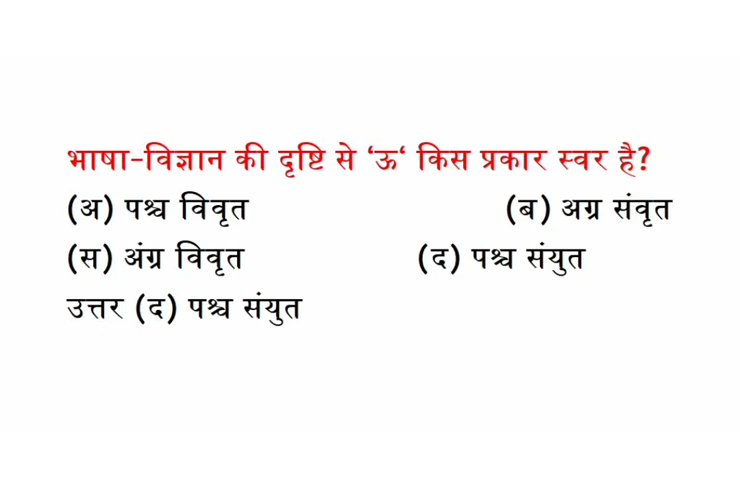 भाषा-विज्ञान की दृष्टि से ‘ऊ‘ किस प्रकार स्वर है?
(अ) पश्च विवृत (ब) अग्र संवृत
(स) अंग्र विवृत (द) पश्च संयुत
उत्तर (द) पश्च संयुत